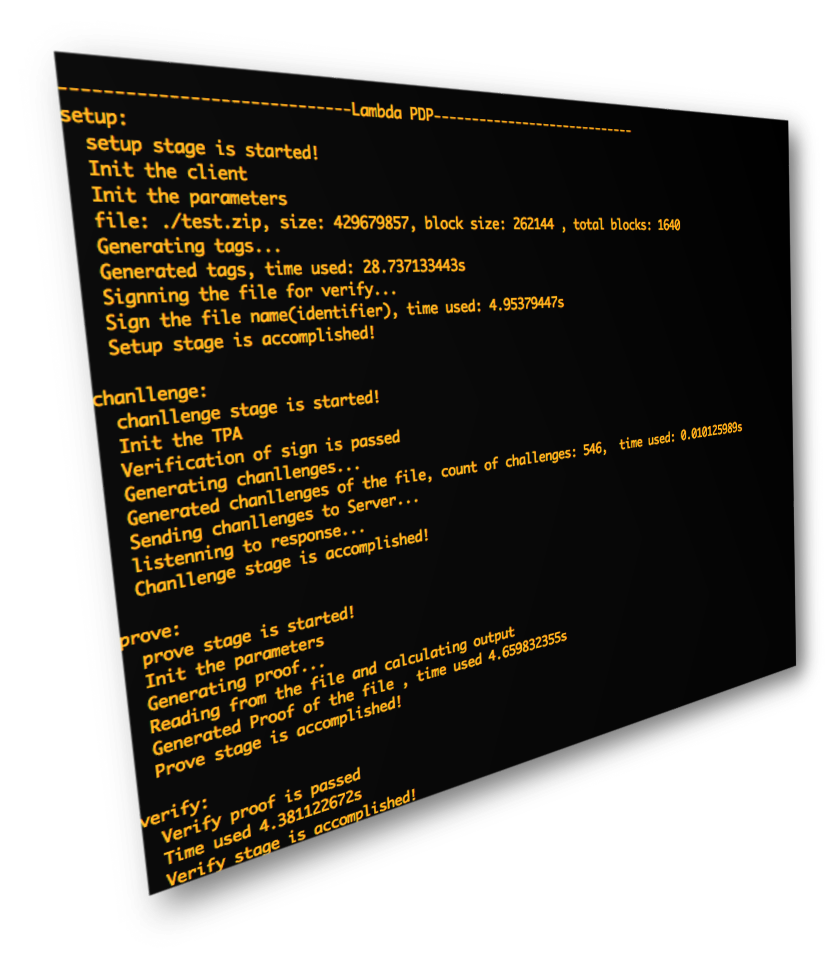 ----------------------------Lambda PDP----------------------------
setup:
setup stage is started!
Init the client
Init the parameters
file: ./test.zip, size: 429679857, block size: 262144 , total blocks: 1640
Generating tags...
Generated tags, time used: 28.737133443s
Signning the file for verify...
Sign the file name(identifier), time used: 4.95379447s
Setup stage is accomplished!
chanllenge:
chanllenge stage is started!
Init the TPA
Verification of sign is passed
Generating chanllenges...
Generated chanllenges of the file, count of challenges: 546, time used: 0.010125989s
Sending chanllenges to Server...
listenning to response...
Chanllenge stage is accomplished!
prove:
prove stage is started!
Init the parameters
Generating proof...
Reading from the file and calculating output
Generated Proof of the file , time used 4.659832355s
Prove stage is accomplished!
verify:
Verify proof is passed
Time used 4.381122672s
Verify stage is accomplished!